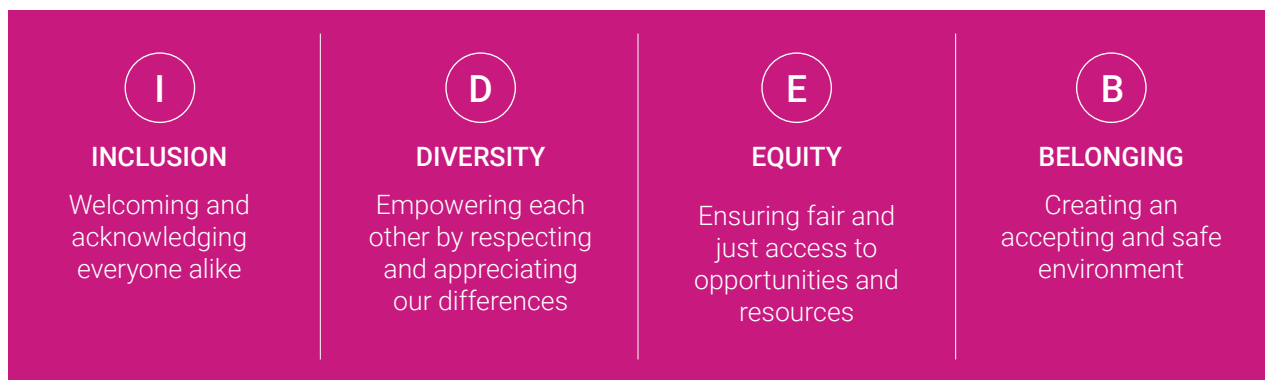 I
INCLUSION
Welcoming and
acknowledging
everyone alike
D
DIVERSITY
Empowering each
other by respecting
and appreciating
our differences
E
EQUITY
Ensuring fair and
just access to
opportunities and
resources
B
BELONGING
Creating an
accepting and safe
environment